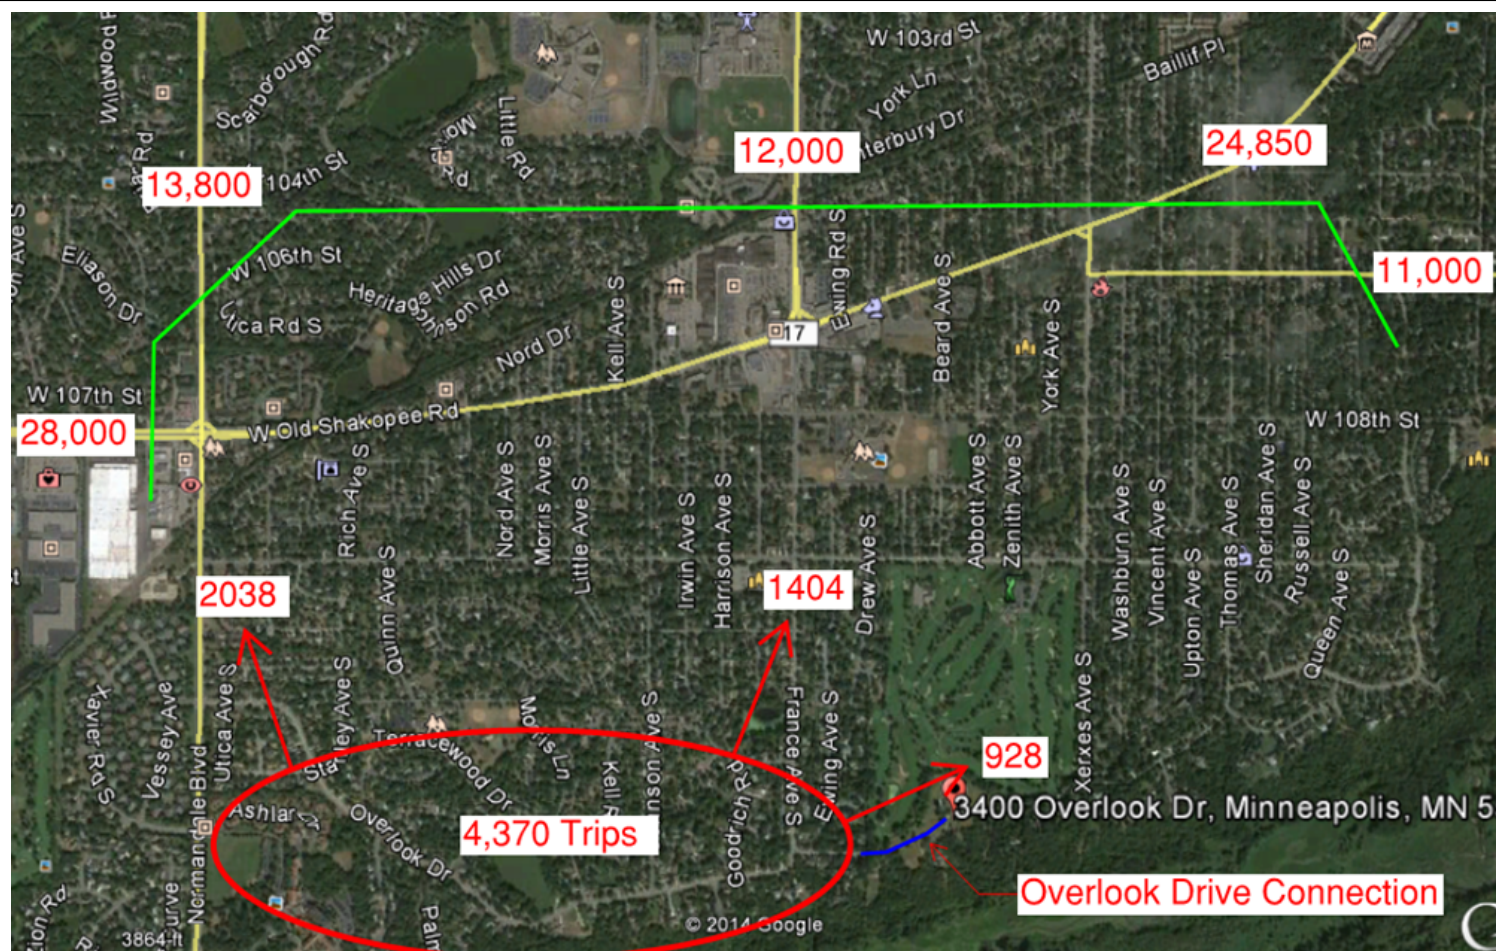 W 103rd St
Baillif Pl
Scarborough Rd
York Ln
Little Rd
12,000
nterbury Dr
24,850
13,800
104th St
Rd
W 106th St
Eliason Dr
Heritage Hills Dr
Utica Rd S
Johnson Rd
Ewing Rd S
11,000
Nord Dr
Kell Ave S
17
Beard Ave S
York Ave S
W 107th St
28,000
W Old Shakopee Rd
W 108th St
Rich Ave S
Nord Ave S
Morris Ave S
Little Ave S
Irwin Ave S
Harrison Ave S
Drew Ave S
Abbott Ave S
Zenith Ave S
Washburn Ave S
Vincent Ave S
Upton Ave S
Thomas Ave S
Sheridan Ave S
Russell Ave S
Queen Ave S
2038
1404
Quinn Ave S
Xavier Rd S
Vessey Ave
Utica Ave S
Stanley Ave S
Terracewood Dr
Morris Ln
Kell R
nson Ave S
Goodrich Rd
France Ave S
Ewing Ave S
Xerxes Ave S
928
3400 Overlook Dr, Minneapolis, MN 5
Normandale Blvd
Ashlar
Overlook Dr
4,370 Trips
Overlook Drive Connection
Palm
© 2014 Google
3864 ft